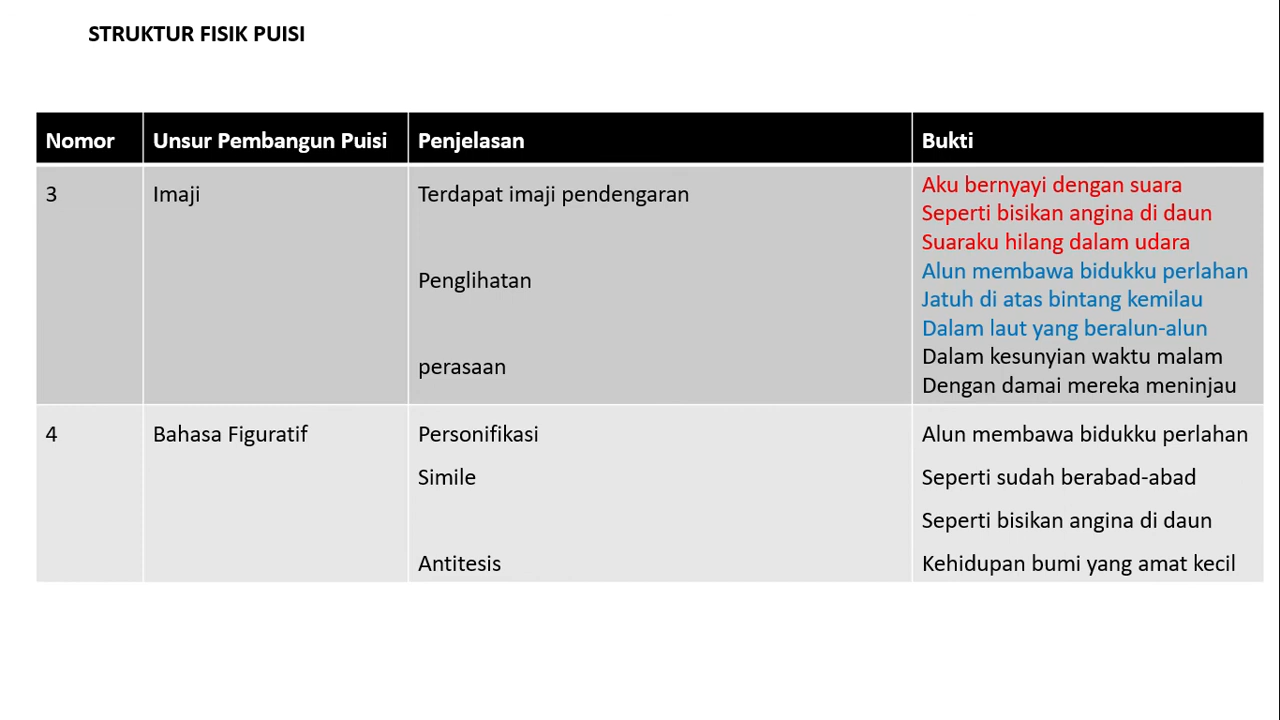 STRUKTUR FISIK PUISI
Nomor Unsur Pembangun Puisi Penjelasan Bukti
3 Imaji Terdapat imaji pendengaran Aku bernyayi dengan suara
Seperti bisikan angina di daun
Suaraku hilang dalam udara
Penglihatan Alun membawa bidukku perlahan
Jatuh di atas bintang kemilau
Dalam laut yang beralun-alun
perasaan Dalam kesunyian waktu malam
Dengan damai mereka meninjau
4 Bahasa Figuratif Personifikasi Alun membawa bidukku perlahan
Simile Seperti sudah berabad-abad
Seperti bisikan angina di daun
Antitesis Kehidupan bumi yang amat kecil